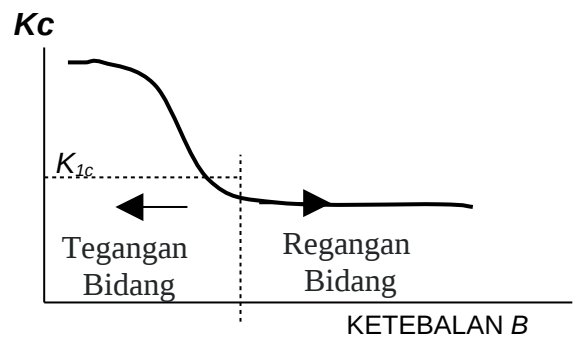 Kc
K1c
Tegangan
Bidang
Regangan
Bidang
KETEBALAN B